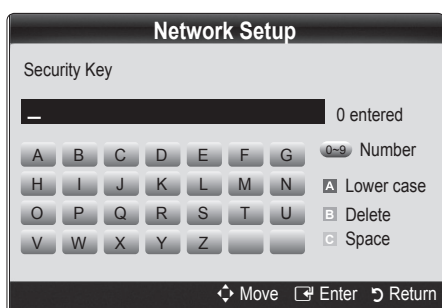 Network Setup
Security Key
_
0 entered
A B C D E F G
0~9 Number
H I J K L M N
A Lower case
O P Q R S T U
B Delete
V W X Y Z
C Space
Move Enter Return